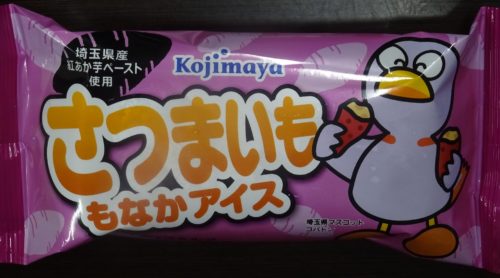 埼玉県産
紅あか芋ペースト
使用
Kojimaya
さつまいも
もなかアイス
埼玉県マスコット
コバトン